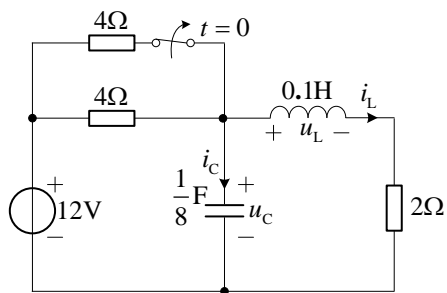 4Ω
t = 0
4Ω
0.1H
i_L
+ u_L −
i_C
+
12V
−
1/8 F
+
u_C
−
2Ω